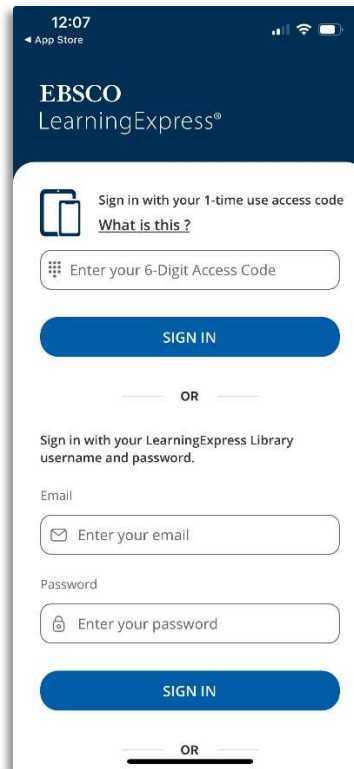 12:07
◀ App Store
EBSCO
LearningExpress®
Sign in with your 1-time use access code
What is this ?
Enter your 6-Digit Access Code
SIGN IN
OR
Sign in with your LearningExpress Library
username and password.
Email
Enter your email
Password
Enter your password
SIGN IN
OR